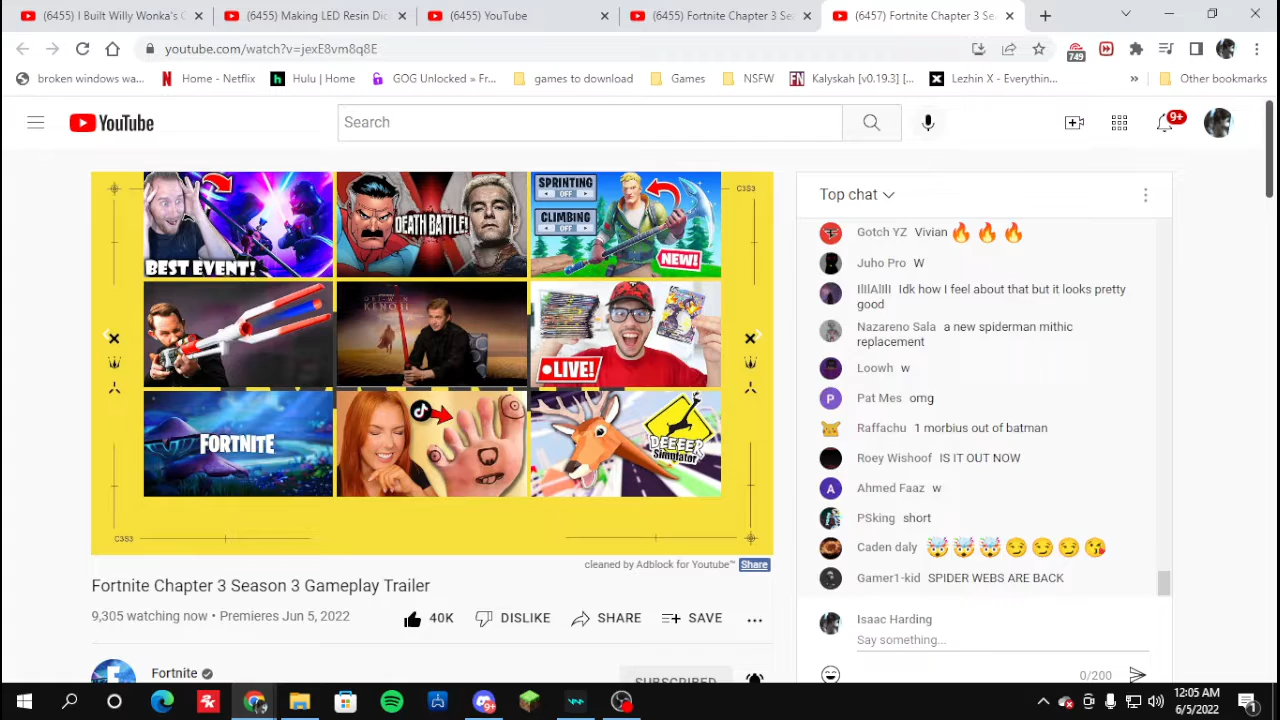 (6455) I Built Willy Wonka's C
(6455) Making LED Resin Dic
(6455) YouTube
(6455) Fortnite Chapter 3 Se
(6457) Fortnite Chapter 3 Se
youtube.com/watch?v=jexE8vm8q8E
749
broken windows wa...
Home - Netflix
Hulu | Home
GOG Unlocked » Fr...
games to download
Games
NSFW
Kalyskah [v0.19.3] [...
Lezhin X - Everythin...
»
Other bookmarks
YouTube
Search
9+
BEST EVENT!
DEATH BATTLE!
SPRINTING
OFF
CLIMBING
OFF
NEW!
C3S3
OBI-WAN
KENOBI
LIVE!
FORTNITE
DEEEER
Simulator
C3S3
cleaned by Adblock for Youtube™ Share
Fortnite Chapter 3 Season 3 Gameplay Trailer
9,305 watching now • Premieres Jun 5, 2022
40K
DISLIKE
SHARE
SAVE
Fortnite
SUBSCRIBED
Top chat
Gotch YZ Vivian 🔥 🔥 🔥
Juho Pro W
IlIlAlIII Idk how I feel about that but it looks pretty
good
Nazareno Sala a new spiderman mithic
replacement
Loowh w
Pat Mes omg
Raffachu 1 morbius out of batman
Roey Wishoof IS IT OUT NOW
Ahmed Faaz w
PSking short
Caden daly 🤯 🤯 🤯 😏 😏 😏 😘
Gamer1-kid SPIDER WEBS ARE BACK
Isaac Harding
Say something...
0/200
12:05 AM
6/5/2022